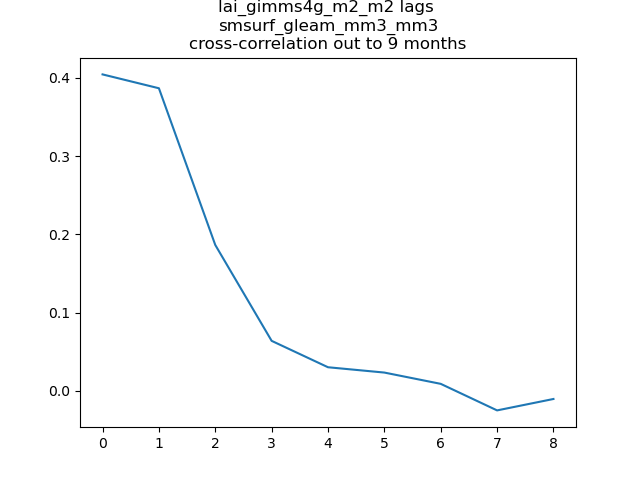 lai_gimms4g_m2_m2 lags
smsurf_gleam_mm3_mm3
cross-correlation out to 9 months
0.4
0.3
0.2
0.1
0.0
0 1 2 3 4 5 6 7 8